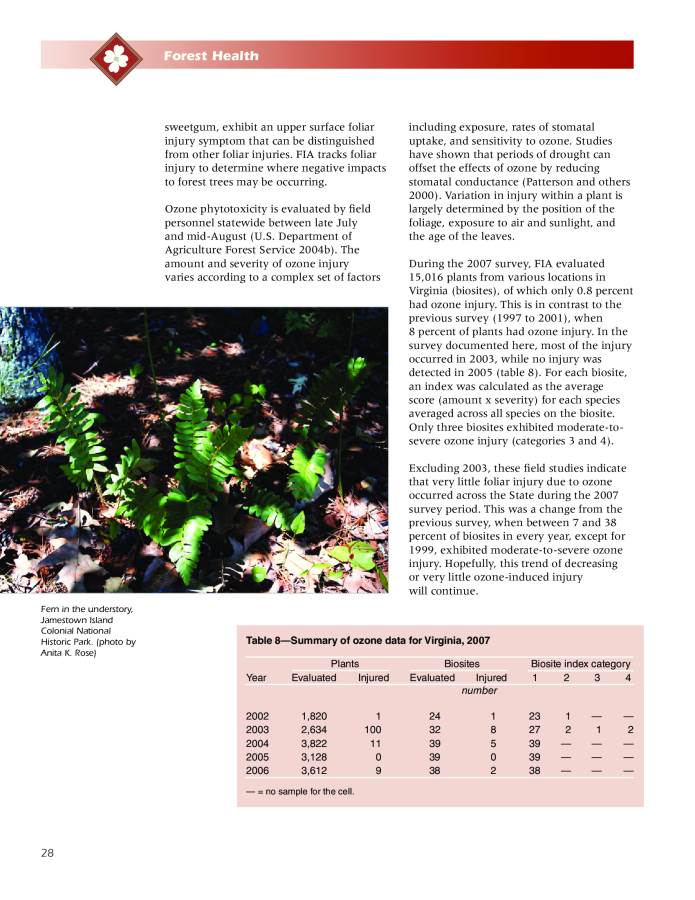 Forest Health
sweetgum, exhibit an upper surface foliar
injury symptom that can be distinguished
from other foliar injuries. FIA tracks foliar
injury to determine where negative impacts
to forest trees may be occurring.
Ozone phytotoxicity is evaluated by field
personnel statewide between late July
and mid-August (U.S. Department of
Agriculture Forest Service 2004b). The
amount and severity of ozone injury
varies according to a complex set of factors
including exposure, rates of stomatal
uptake, and sensitivity to ozone. Studies
have shown that periods of drought can
offset the effects of ozone by reducing
stomatal conductance (Patterson and others
2000). Variation in injury within a plant is
largely determined by the position of the
foliage, exposure to air and sunlight, and
the age of the leaves.
During the 2007 survey, FIA evaluated
15,016 plants from various locations in
Virginia (biosites), of which only 0.8 percent
had ozone injury. This is in contrast to the
previous survey (1997 to 2001), when
8 percent of plants had ozone injury. In the
survey documented here, most of the injury
occurred in 2003, while no injury was
detected in 2005 (table 8). For each biosite,
an index was calculated as the average
score (amount x severity) for each species
averaged across all species on the biosite.
Only three biosites exhibited moderate-to-
severe ozone injury (categories 3 and 4).
Excluding 2003, these field studies indicate
that very little foliar injury due to ozone
occurred across the State during the 2007
survey period. This was a change from the
previous survey, when between 7 and 38
percent of biosites in every year, except for
1999, exhibited moderate-to-severe ozone
injury. Hopefully, this trend of decreasing
or very little ozone-induced injury
will continue.
Fern in the understory,
Jamestown Island
Colonial National
Historic Park. (photo by
Anita K. Rose)
Table 8—Summary of ozone data for Virginia, 2007
Plants Biosites Biosite index category
Year Evaluated Injured Evaluated Injured 1 2 3 4
number
2002 1,820 1 24 1 23 1 — —
2003 2,634 100 32 8 27 2 1 2
2004 3,822 11 39 5 39 — — —
2005 3,128 0 39 0 39 — — —
2006 3,612 9 38 2 38 — — —
— = no sample for the cell.
28